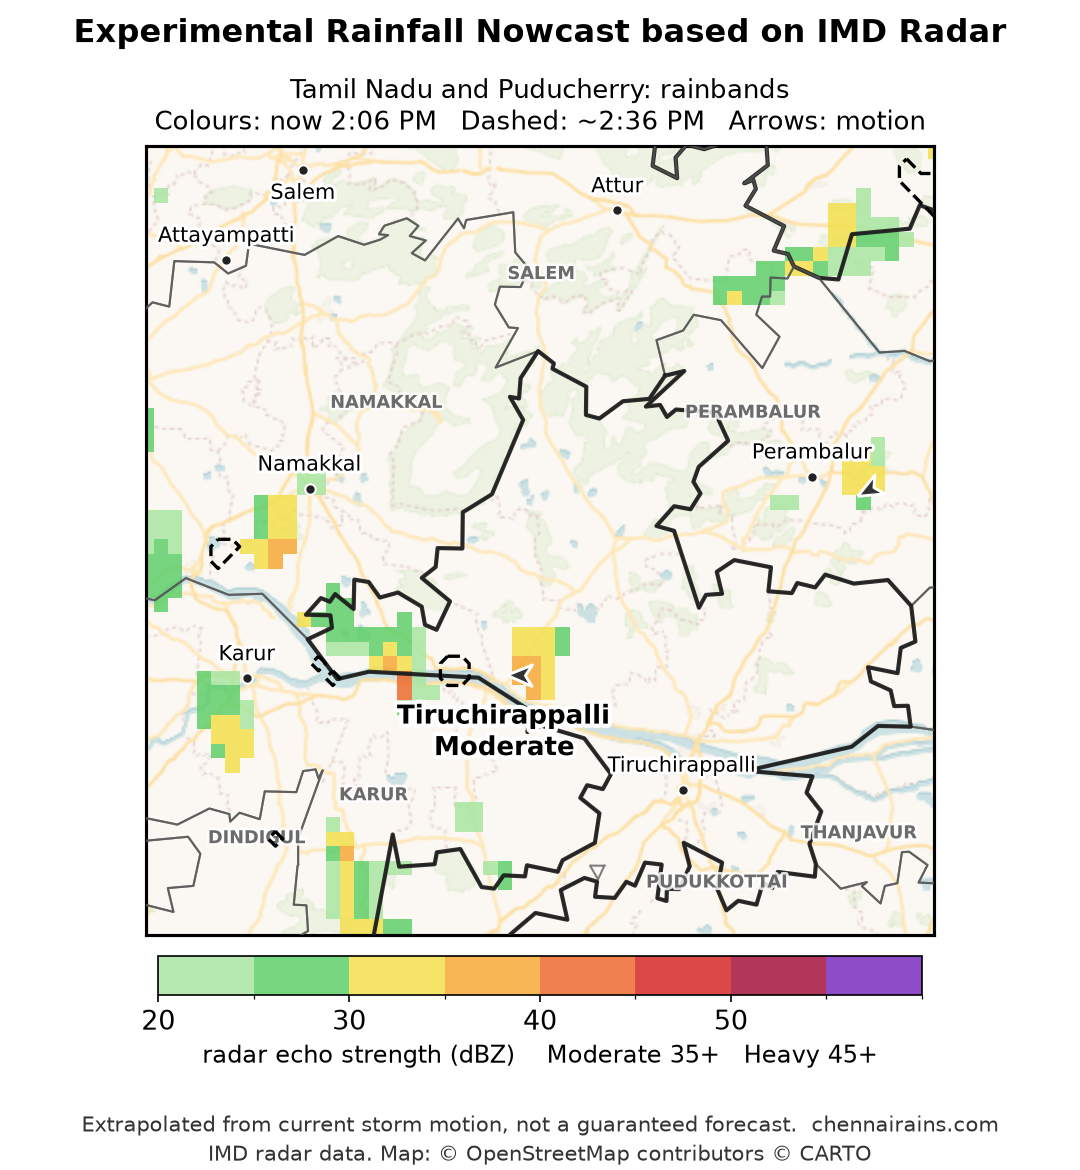 Experimental Rainfall Nowcast based on IMD Radar
Tamil Nadu and Puducherry: rainbands
Colours: now 2:06 PM   Dashed: ~2:36 PM   Arrows: motion
Salem
Attur
Attayampatti
SALEM
NAMAKKAL
PERAMBALUR
Perambalur
Namakkal
Karur
Tiruchirappalli
Moderate
Tiruchirappalli
KARUR
DINDIGUL
THANJAVUR
PUDUKKOTTAI
20 30 40 50
radar echo strength (dBZ)   Moderate 35+   Heavy 45+
Extrapolated from current storm motion, not a guaranteed forecast.  chennairains.com
IMD radar data. Map: © OpenStreetMap contributors © CARTO